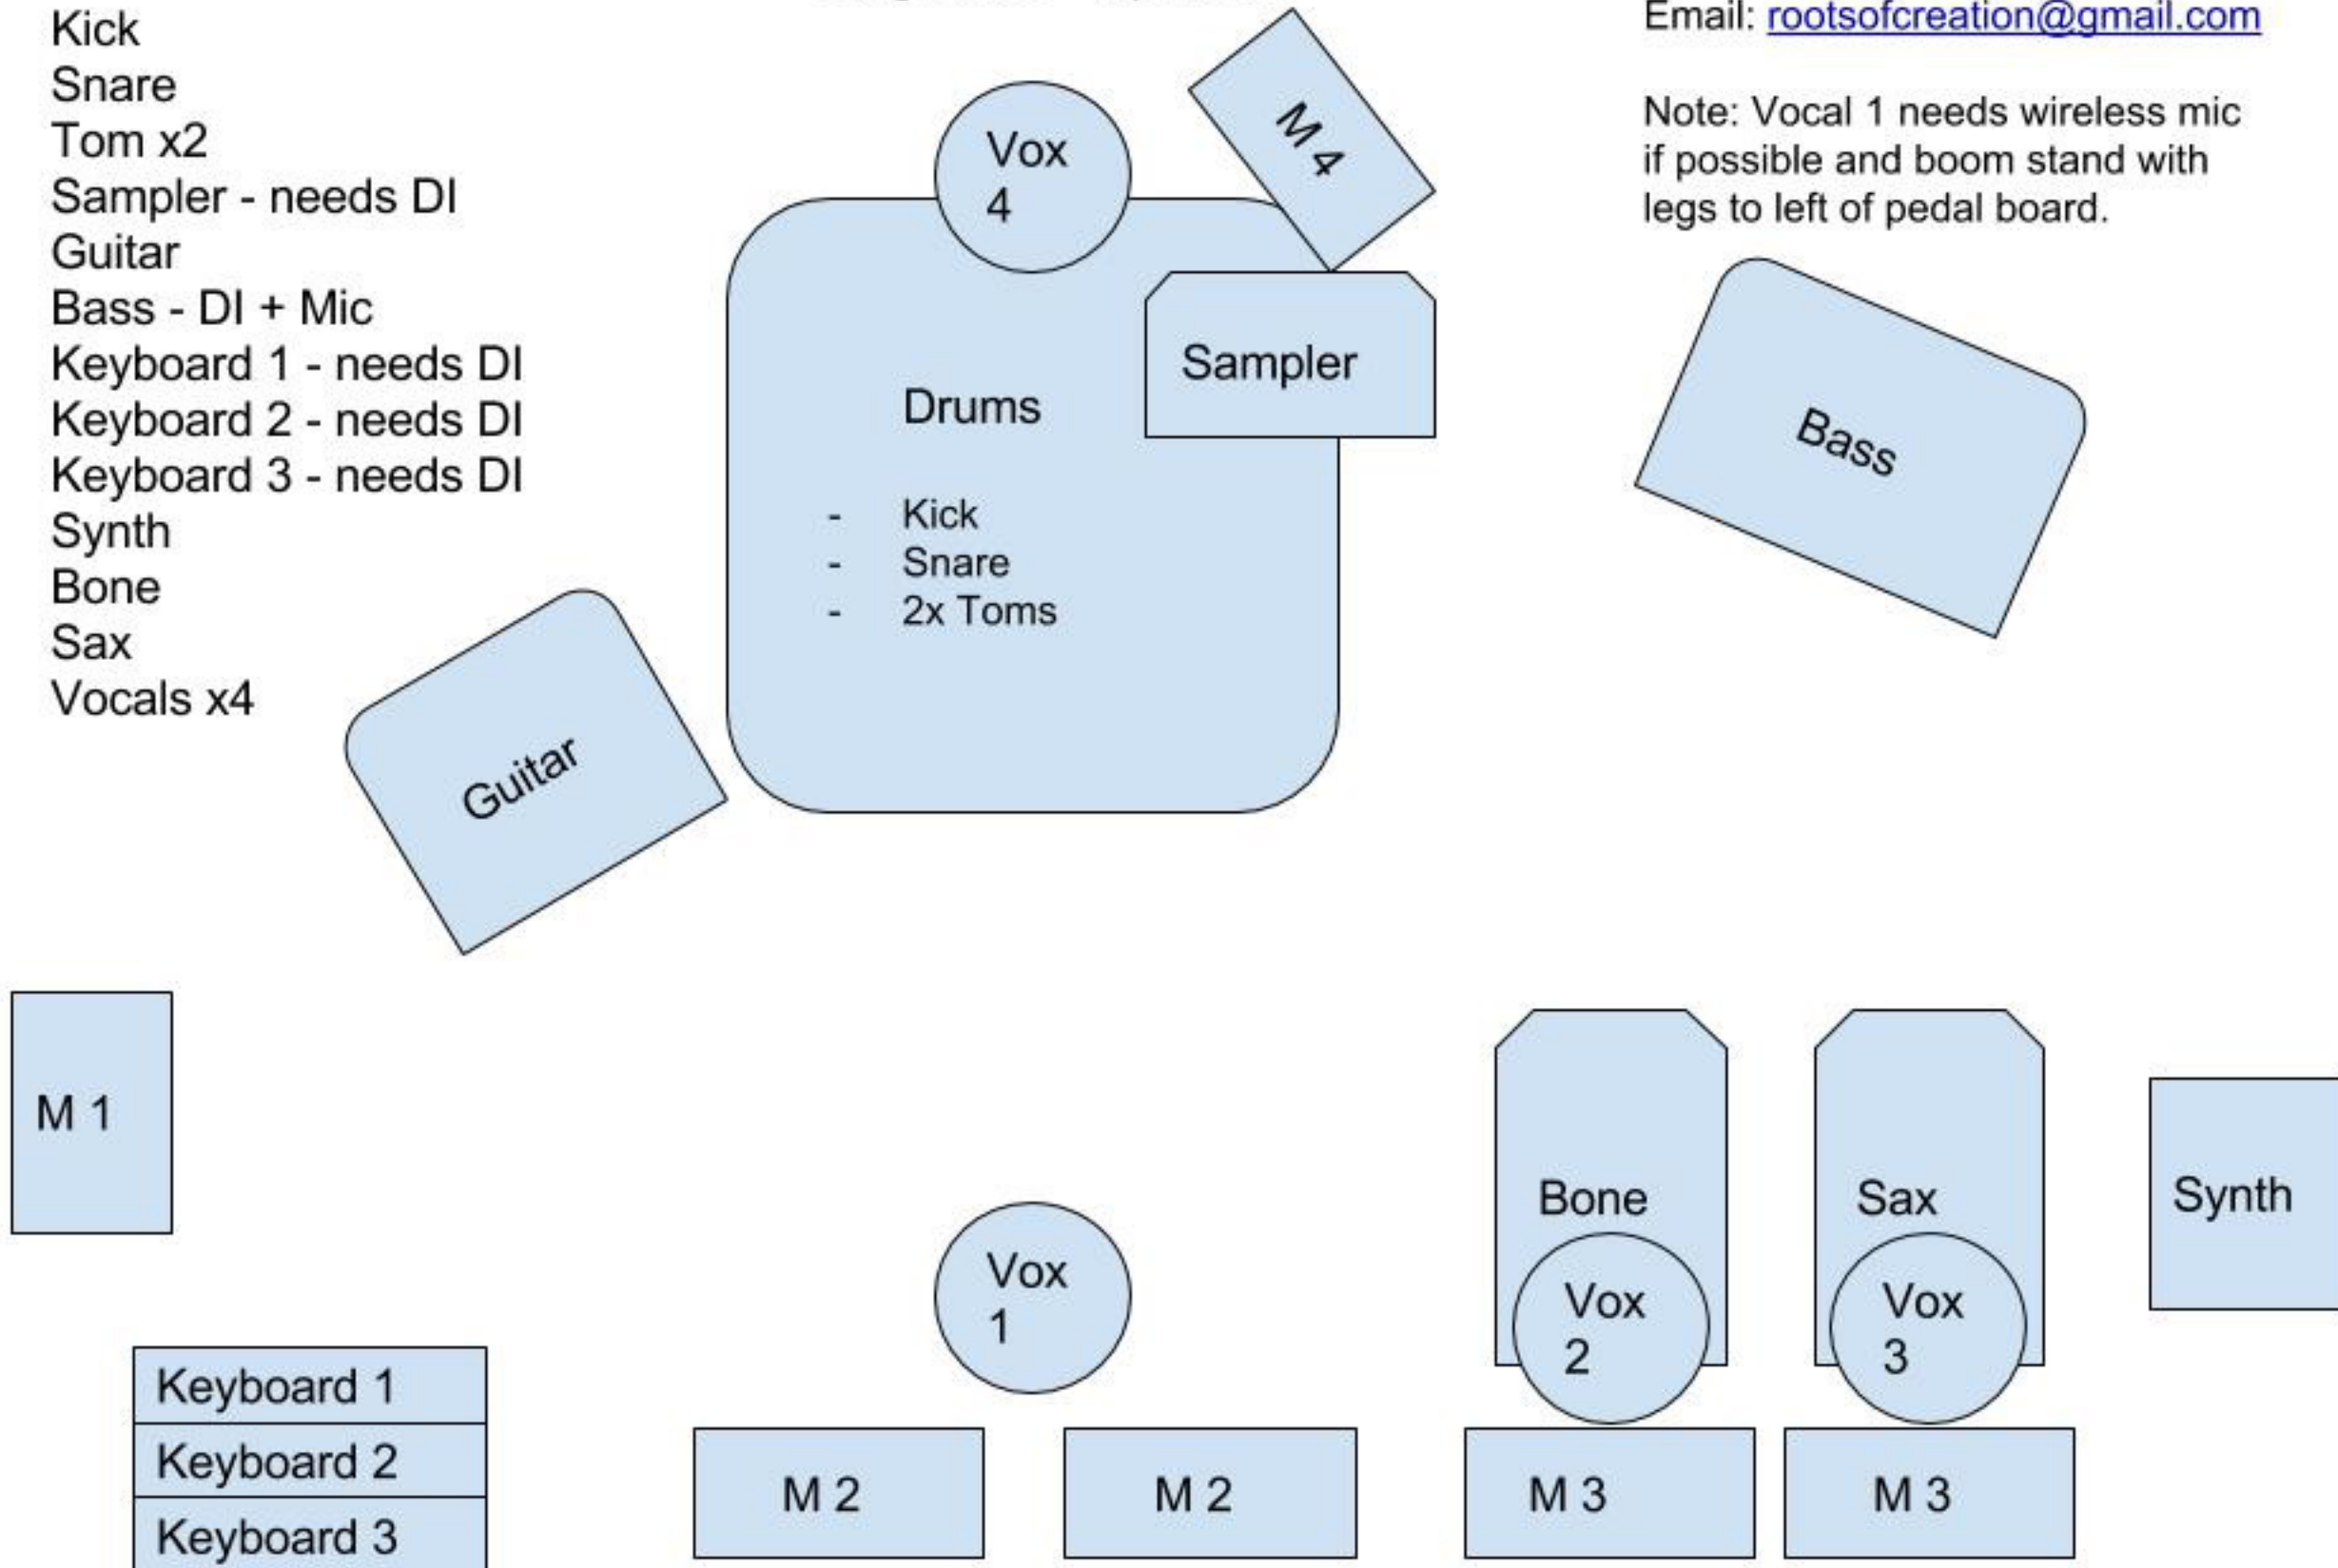 Kick
Snare
Tom x2
Sampler - needs DI
Guitar
Bass - DI + Mic
Keyboard 1 - needs DI
Keyboard 2 - needs DI
Keyboard 3 - needs DI
Synth
Bone
Sax
Vocals x4
Email: rootsofcreation@gmail.com
Note: Vocal 1 needs wireless mic
if possible and boom stand with
legs to left of pedal board.
Vox
4
M 4
Sampler
Drums
- Kick
- Snare
- 2x Toms
Bass
Guitar
M 1
Vox
1
Bone
Vox
2
Sax
Vox
3
Synth
Keyboard 1
Keyboard 2
Keyboard 3
M 2
M 2
M 3
M 3